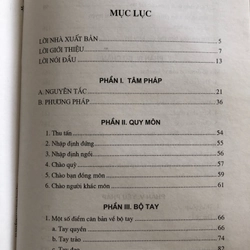 MỤC LỤC
LỜI NHÀ XUẤT BẢN 5
LỜI GIỚI THIỆU 7
LỜI NÓI ĐẦU 13
PHẦN I. TÂM PHÁP
A. NGUYÊN TẮC 21
B. PHƯƠNG PHÁP 36
PHẦN II. QUY MÔN
1. Thu tấn 54
2. Nhập định đứng 55
3. Nhập định ngồi 56
4. Chào quỳ 57
5. Chào bạn đồng môn 59
6. Chào người khác môn 61
PHẦN III. BỘ TAY
1. Một số điểm căn bản về bộ tay 66
a. Tay quyền 66
b. Tay trảo 74